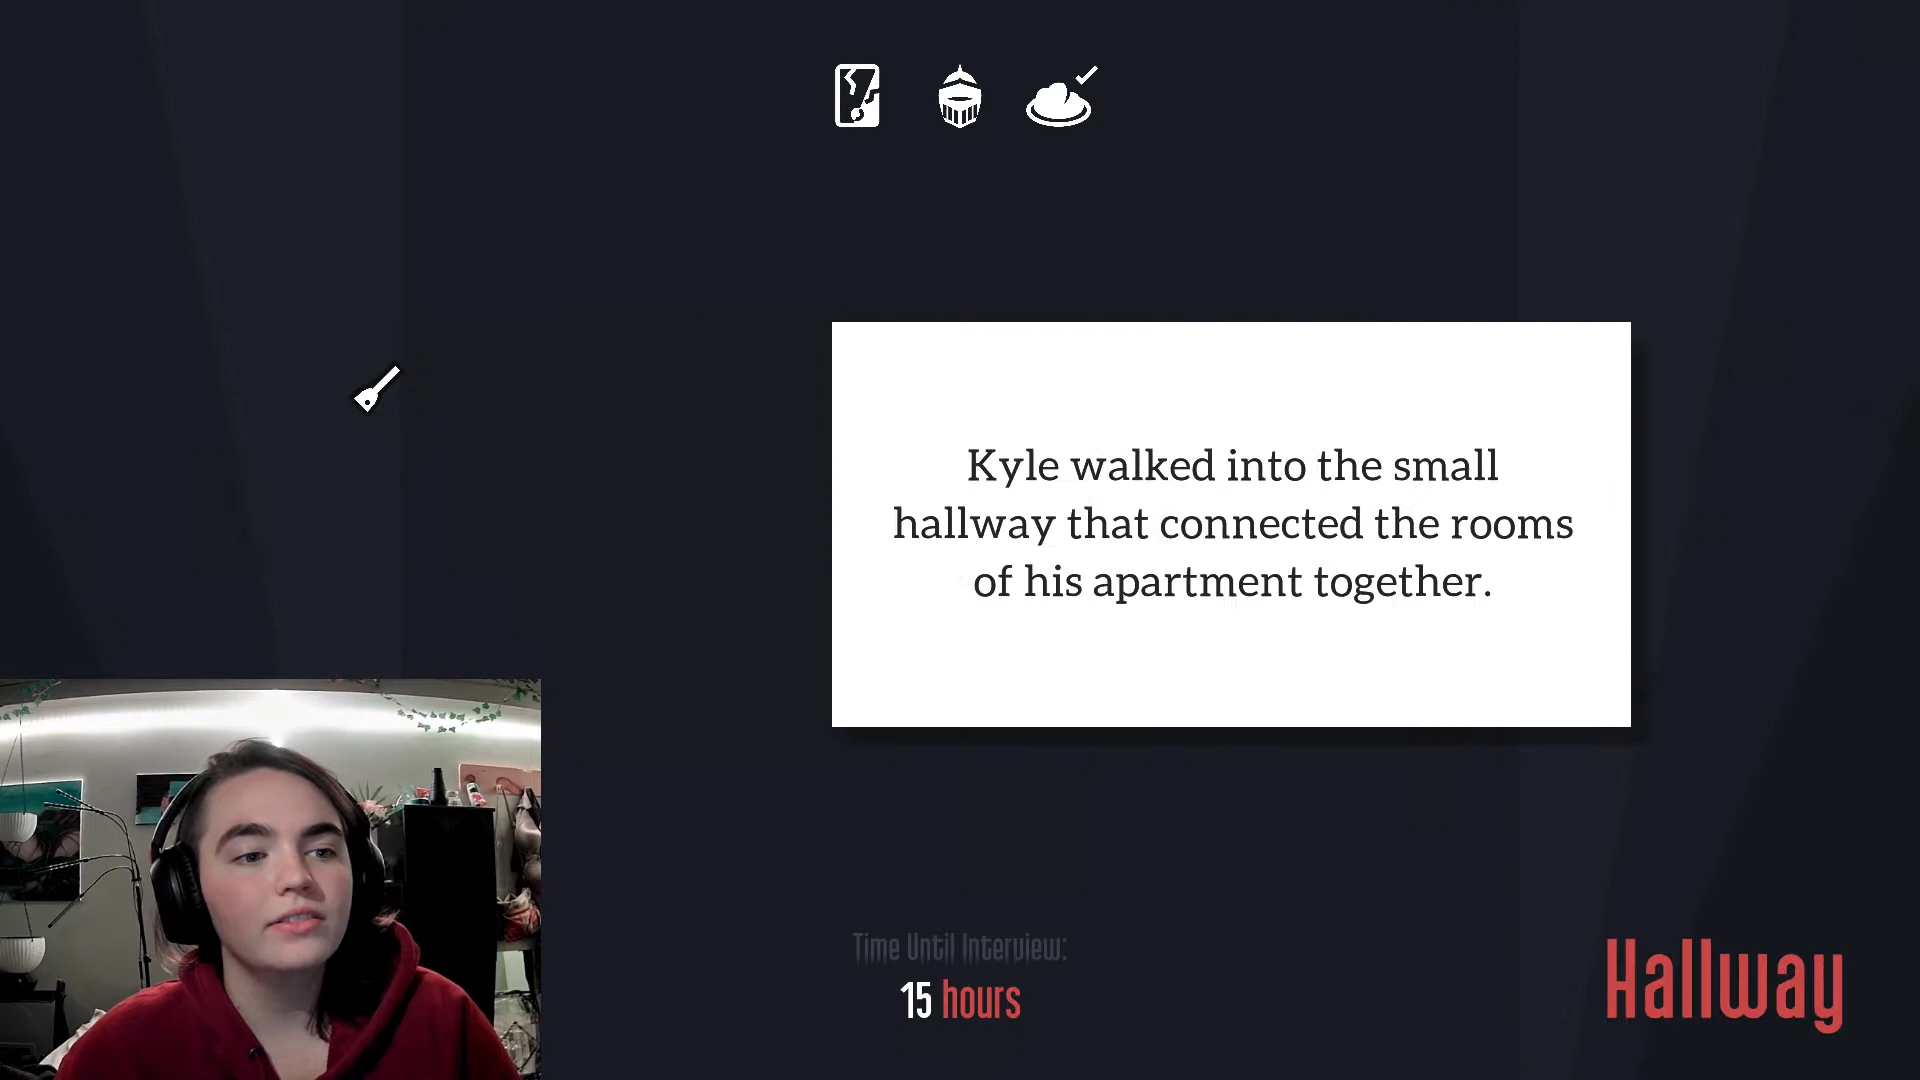 Kyle walked into the small
hallway that connected the rooms
of his apartment together.
Time Until Interview:
15 hours
Hallway